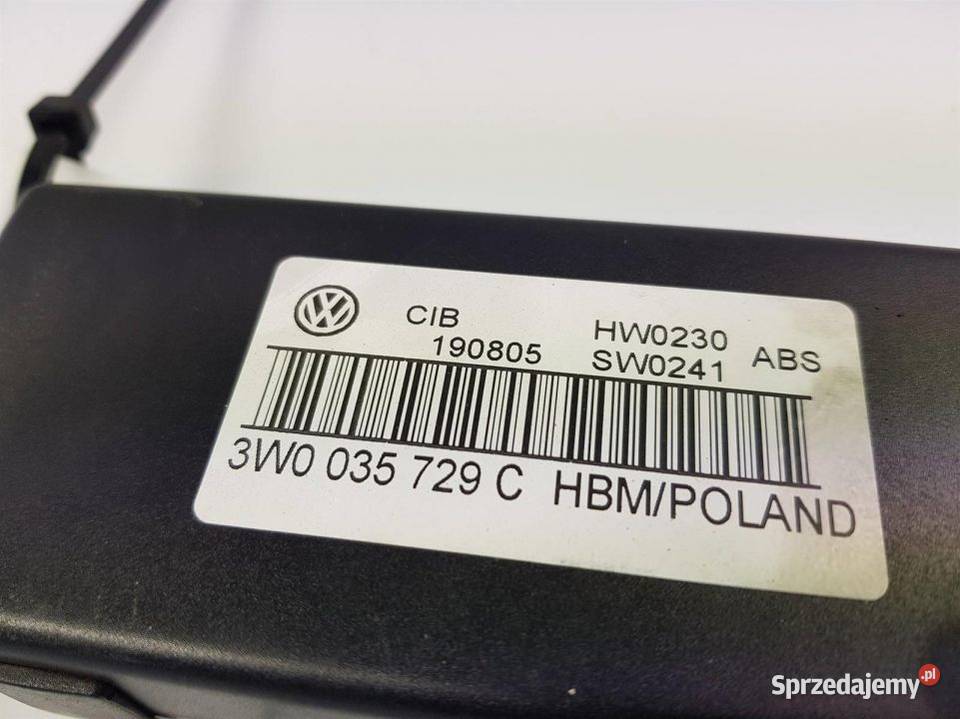 CIB HW0230 ABS
190805 SW0241
3W0 035 729 C HBM/POLAND
Sprzedajemy.pl